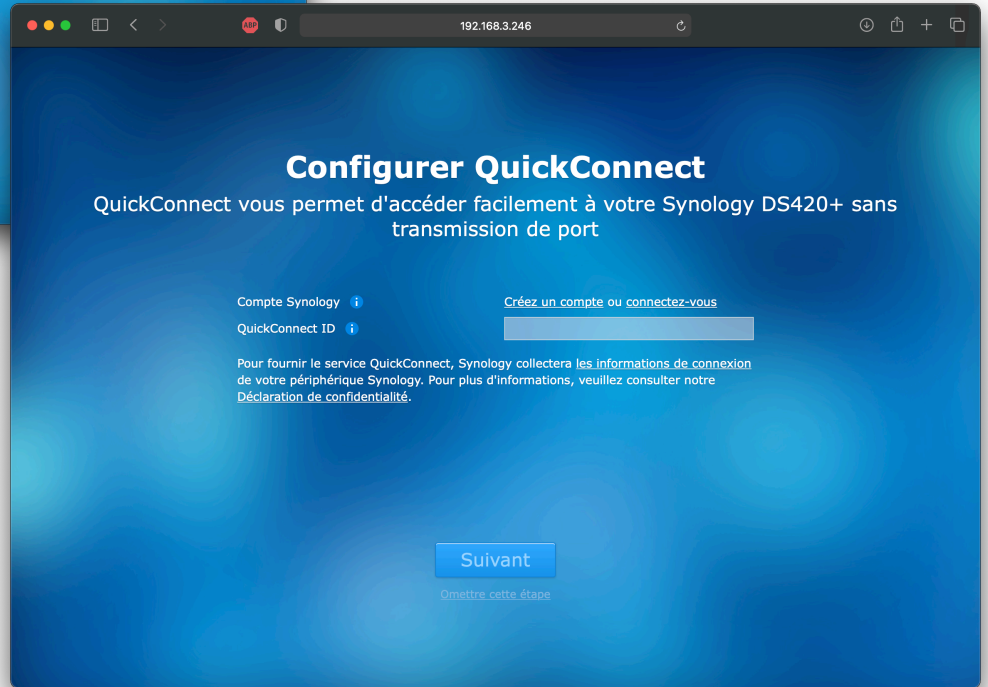 ABP
192.168.3.246
Configurer QuickConnect
QuickConnect vous permet d'accéder facilement à votre Synology DS420+ sans
transmission de port
Compte Synology i
Créez un compte ou connectez-vous
QuickConnect ID i
Pour fournir le service QuickConnect, Synology collectera les informations de connexion
de votre périphérique Synology. Pour plus d'informations, veuillez consulter notre
Déclaration de confidentialité.
Suivant
Omettre cette étape